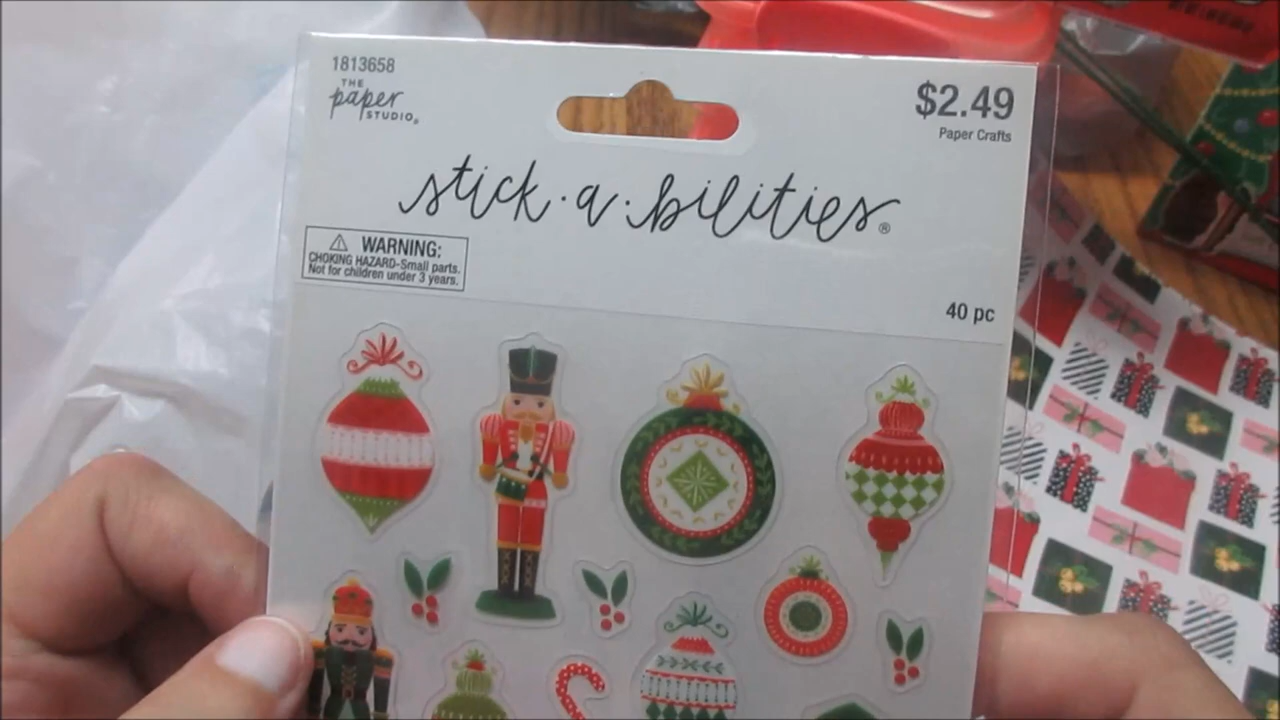 1813658
THE
paper
STUDIO®
$2.49
Paper Crafts
stick·a·bilities®
⚠ WARNING:
CHOKING HAZARD-Small parts.
Not for children under 3 years.
40 pc